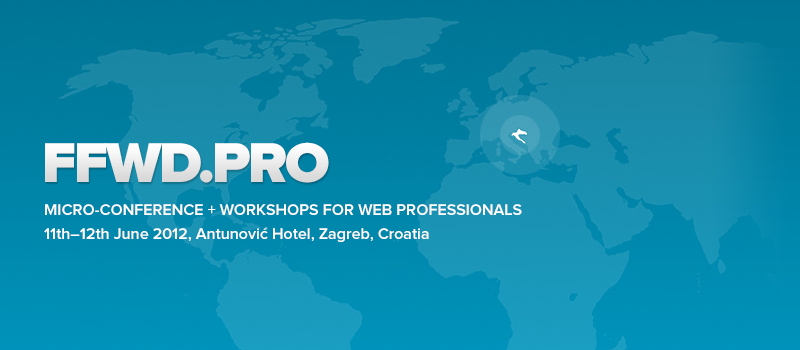 FFWD.PRO
MICRO-CONFERENCE + WORKSHOPS FOR WEB PROFESSIONALS
11th–12th June 2012, Antunović Hotel, Zagreb, Croatia